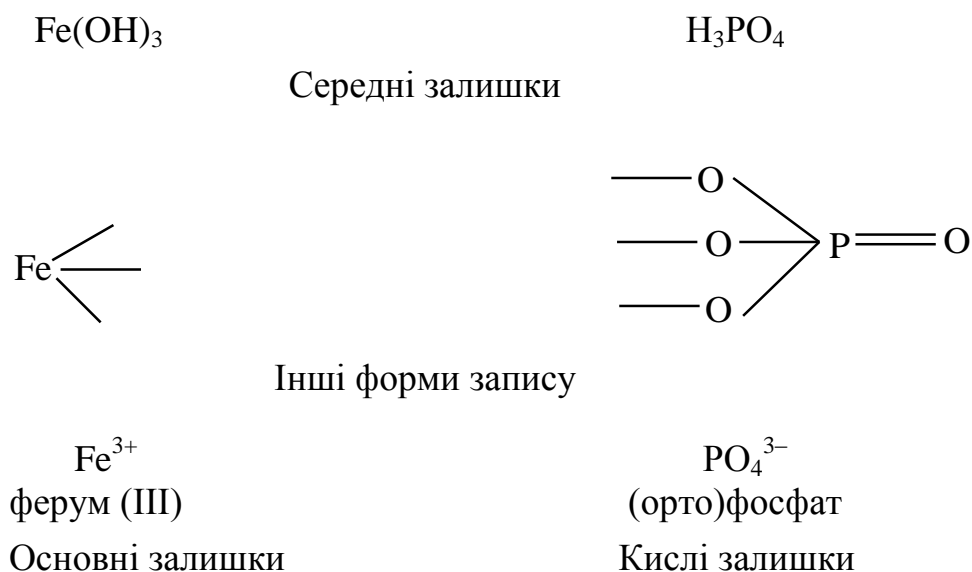 Fe(OH)₃ H₃PO₄
Середні залишки
O
Fe O P O
O
Інші форми запису
Fe³⁺ PO₄³⁻
ферум (III) (орто)фосфат
Основні залишки Кислі залишки